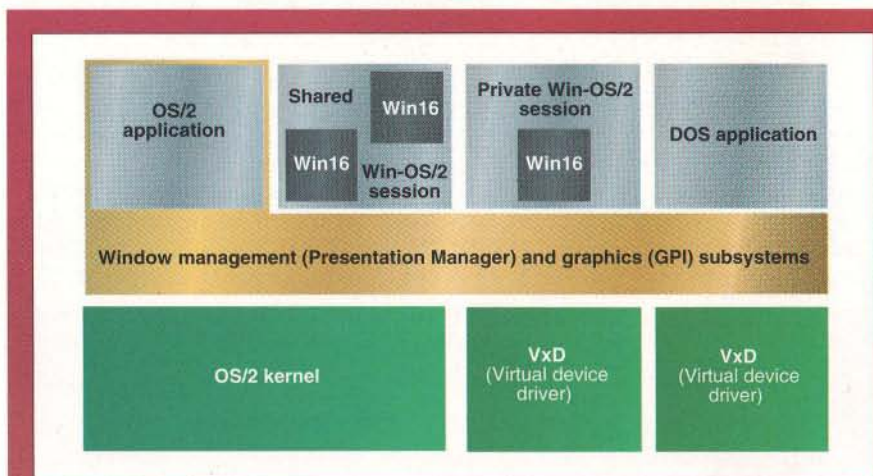 OS/2
application
Shared
Win16
Win16
Win-OS/2
session
Private Win-OS/2
session
Win16
DOS application
Window management (Presentation Manager) and graphics (GPI) subsystems
OS/2 kernel
VxD
(Virtual device
driver)
VxD
(Virtual device
driver)